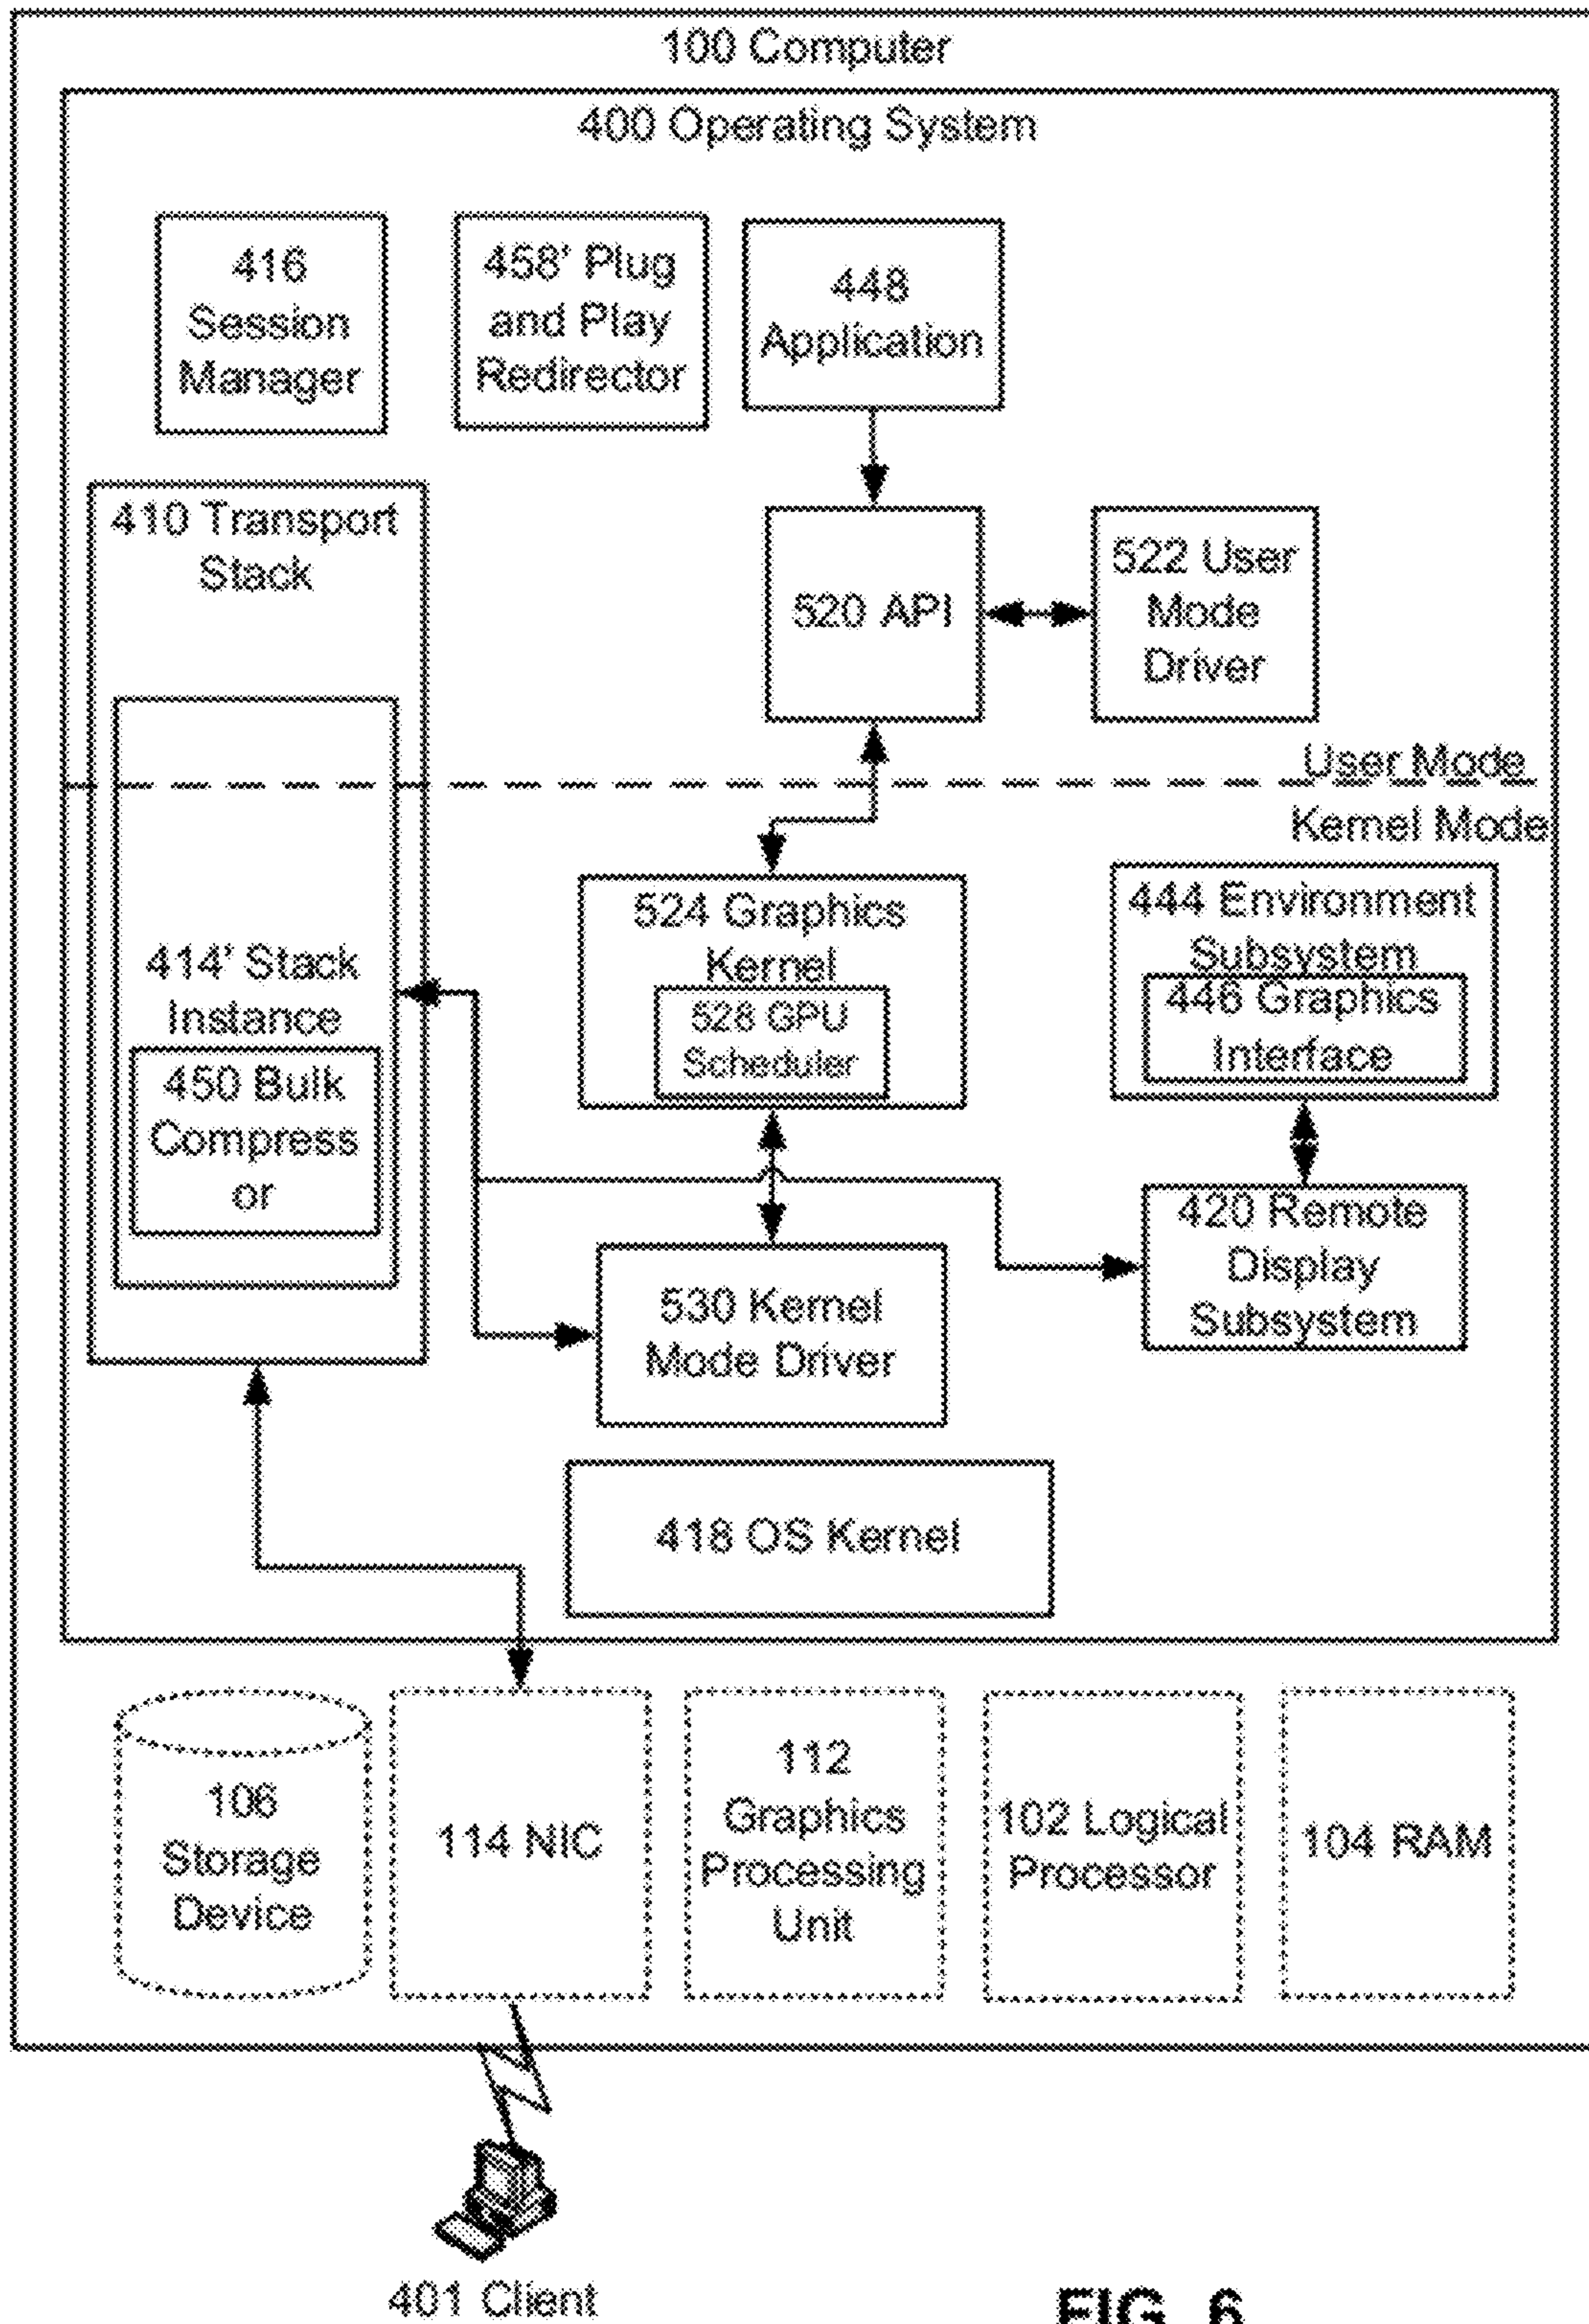 100 Computer
400 Operating System
416
Session
Manager
458' Plug
and Play
Redirector
448
Application
410 Transport
Stack
520 API
522 User
Mode
Driver
User Mode
Kernel Mode
414' Stack
Instance
450 Bulk
Compress
or
524 Graphics
Kernel
528 GPU
Scheduler
444 Environment
Subsystem
446 Graphics
Interface
530 Kernel
Mode Driver
420 Remote
Display
Subsystem
418 OS Kernel
106
Storage
Device
114 NIC
112
Graphics
Processing
Unit
102 Logical
Processor
104 RAM
401 Client
FIG. 6